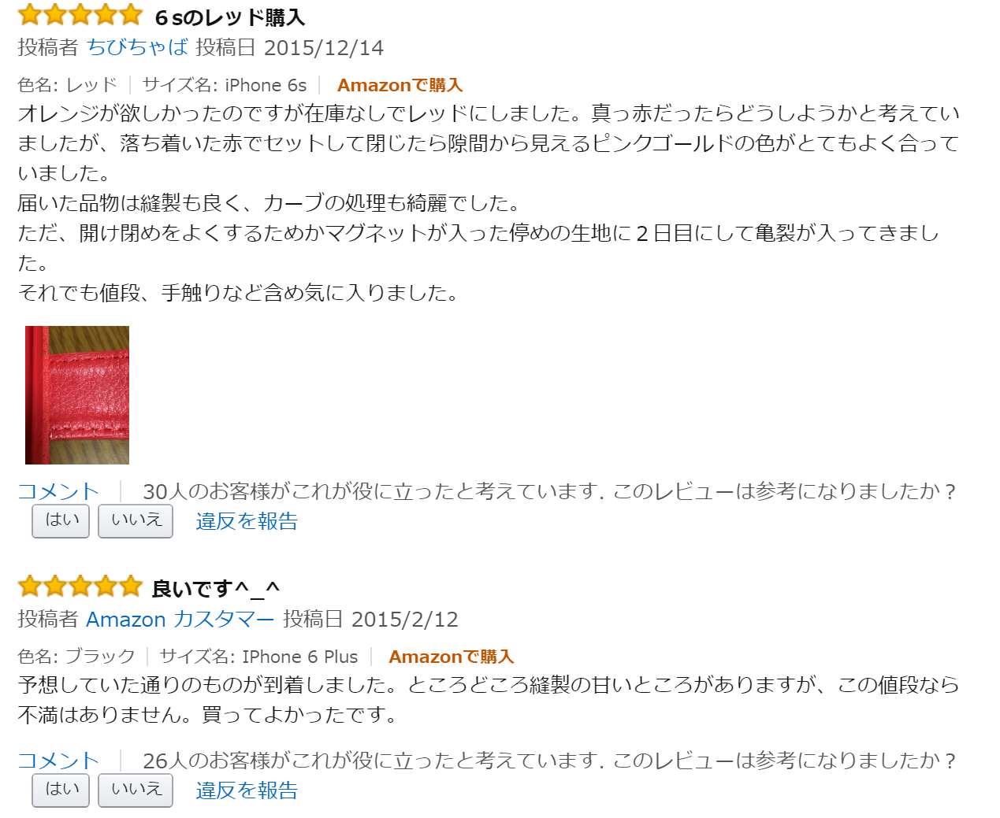 ６sのレッド購入
投稿者 ちびちゃば 投稿日 2015/12/14
色名: レッド | サイズ名: iPhone 6s | Amazonで購入
オレンジが欲しかったのですが在庫なしでレッドにしました。真っ赤だったらどうしようかと考えてい
ましたが、落ち着いた赤でセットして閉じたら隙間から見えるピンクゴールドの色がとてもよく合って
いました。
届いた品物は縫製も良く、カーブの処理も綺麗でした。
ただ、開け閉めをよくするためかマグネットが入った停めの生地に２日目にして亀裂が入ってきまし
た。
それでも値段、手触りなど含め気に入りました。
コメント | 30人のお客様がこれが役に立ったと考えています. このレビューは参考になりましたか？
はい いいえ 違反を報告
良いです^_^
投稿者 Amazon カスタマー 投稿日 2015/2/12
色名: ブラック | サイズ名: IPhone 6 Plus | Amazonで購入
予想していた通りのものが到着しました。ところどころ縫製の甘いところがありますが、この値段なら
不満はありません。買ってよかったです。
コメント | 26人のお客様がこれが役に立ったと考えています. このレビューは参考になりましたか？
はい いいえ 違反を報告